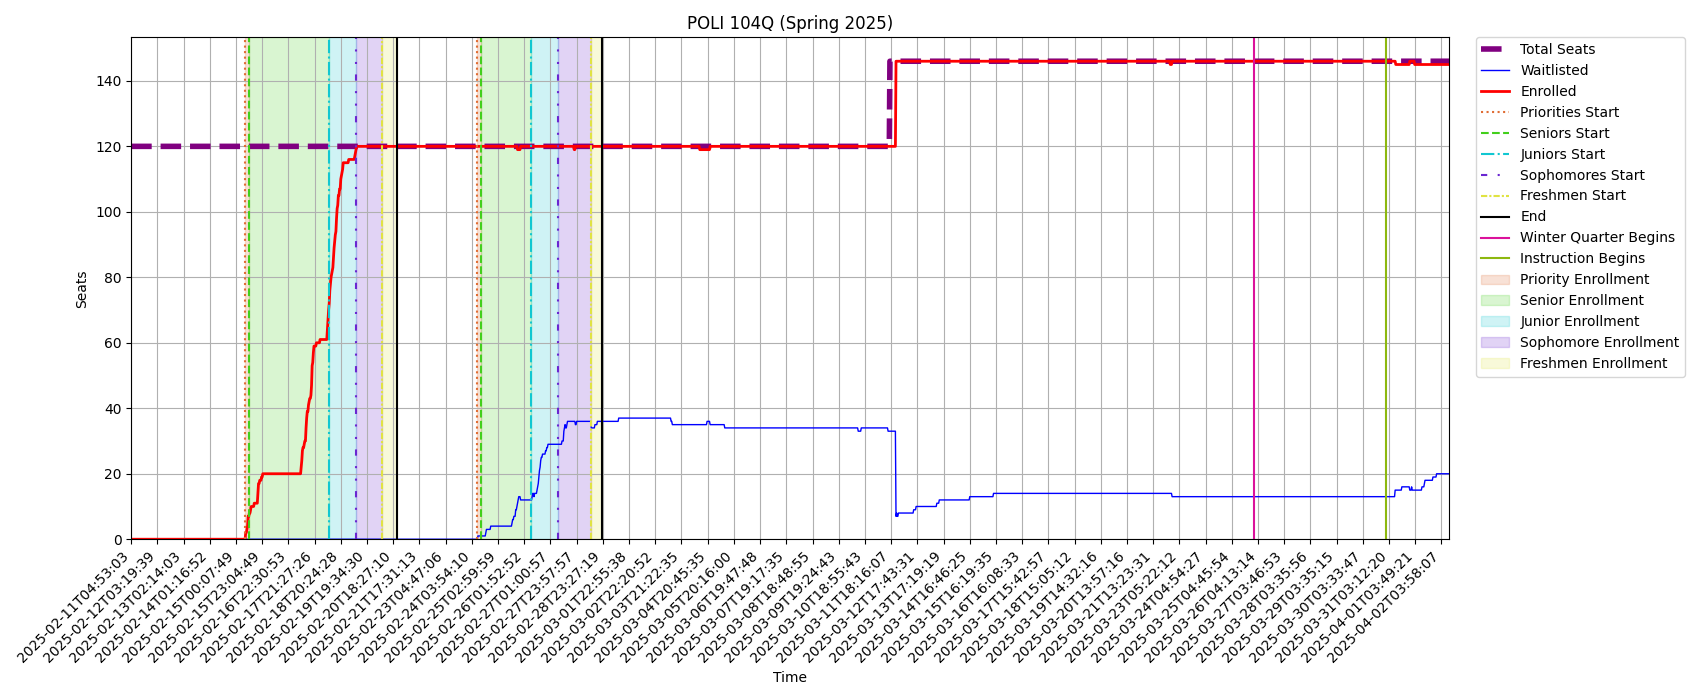 POLI 104Q (Spring 2025)
Seats
140
120
100
80
60
40
20
0
2025-02-11T04:53:03
2025-02-12T03:19:39
2025-02-13T02:14:03
2025-02-14T01:16:52
2025-02-15T00:07:49
2025-02-15T23:04:49
2025-02-16T22:30:53
2025-02-17T21:27:26
2025-02-18T20:24:28
2025-02-19T19:34:30
2025-02-20T18:27:10
2025-02-21T17:31:13
2025-02-23T04:47:06
2025-02-24T03:54:10
2025-02-25T02:59:59
2025-02-26T01:52:52
2025-02-27T01:00:57
2025-02-27T23:57:57
2025-02-28T23:27:19
2025-03-01T22:55:38
2025-03-02T22:20:52
2025-03-03T21:22:35
2025-03-04T20:45:35
2025-03-05T20:16:00
2025-03-06T19:47:48
2025-03-07T19:17:35
2025-03-08T18:48:55
2025-03-09T19:24:43
2025-03-10T18:55:43
2025-03-11T18:16:07
2025-03-12T17:43:31
2025-03-13T17:19:19
2025-03-14T16:46:25
2025-03-15T16:19:35
2025-03-16T16:08:33
2025-03-17T15:42:57
2025-03-18T15:05:12
2025-03-19T14:32:16
2025-03-20T13:57:16
2025-03-21T13:23:31
2025-03-23T05:22:12
2025-03-24T04:54:27
2025-03-25T04:45:54
2025-03-26T04:13:14
2025-03-27T03:46:53
2025-03-28T03:35:56
2025-03-29T03:35:15
2025-03-30T03:33:47
2025-03-31T03:12:20
2025-04-01T03:49:21
2025-04-02T03:58:07
Time
Total Seats
Waitlisted
Enrolled
Priorities Start
Seniors Start
Juniors Start
Sophomores Start
Freshmen Start
End
Winter Quarter Begins
Instruction Begins
Priority Enrollment
Senior Enrollment
Junior Enrollment
Sophomore Enrollment
Freshmen Enrollment